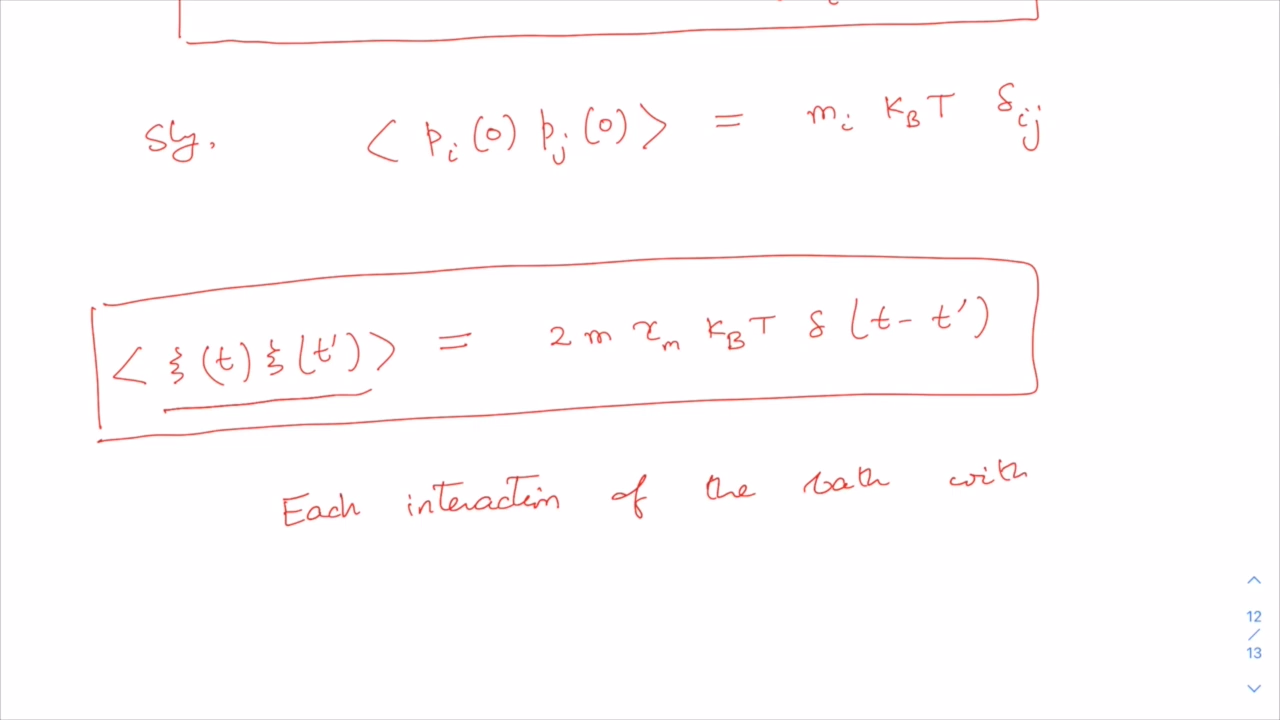 Sly. < p_i (0) p_j (0) > = m_i K_B T δ_ij
< ξ (t) ξ (t') > = 2 m γ_m K_B T δ (t - t')
Each interaction of the bath with
12
/
13